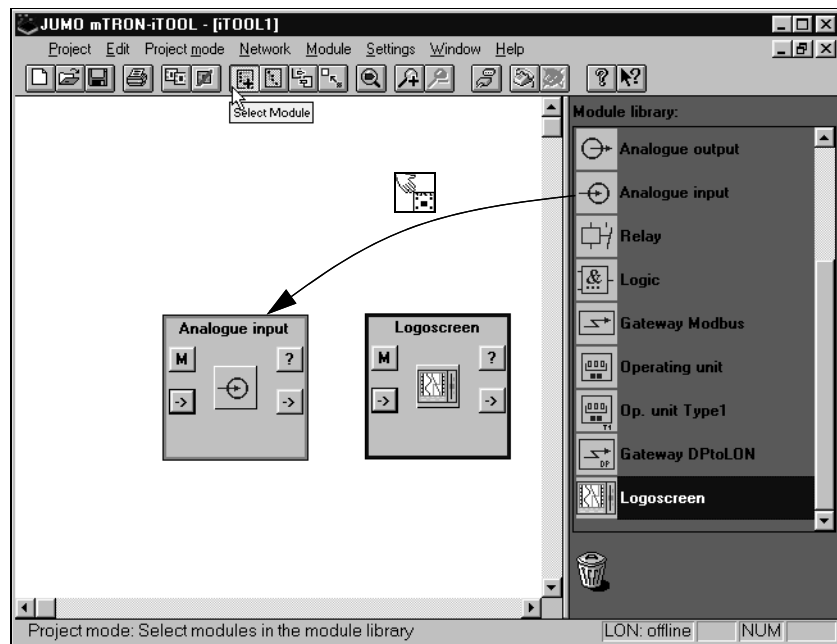 JUMO mTRON-iTOOL - [iTOOL1]
Project Edit Project mode Network Module Settings Window Help
Select Module
Module library:
Analogue output
Analogue input
Relay
& Logic
Gateway Modbus
Operating unit
T1 Op. unit Type1
DP Gateway DPtoLON
Logoscreen
Analogue input
M ?
-> ->
Logoscreen
M ?
-> ->
Project mode: Select modules in the module library LON: offline NUM